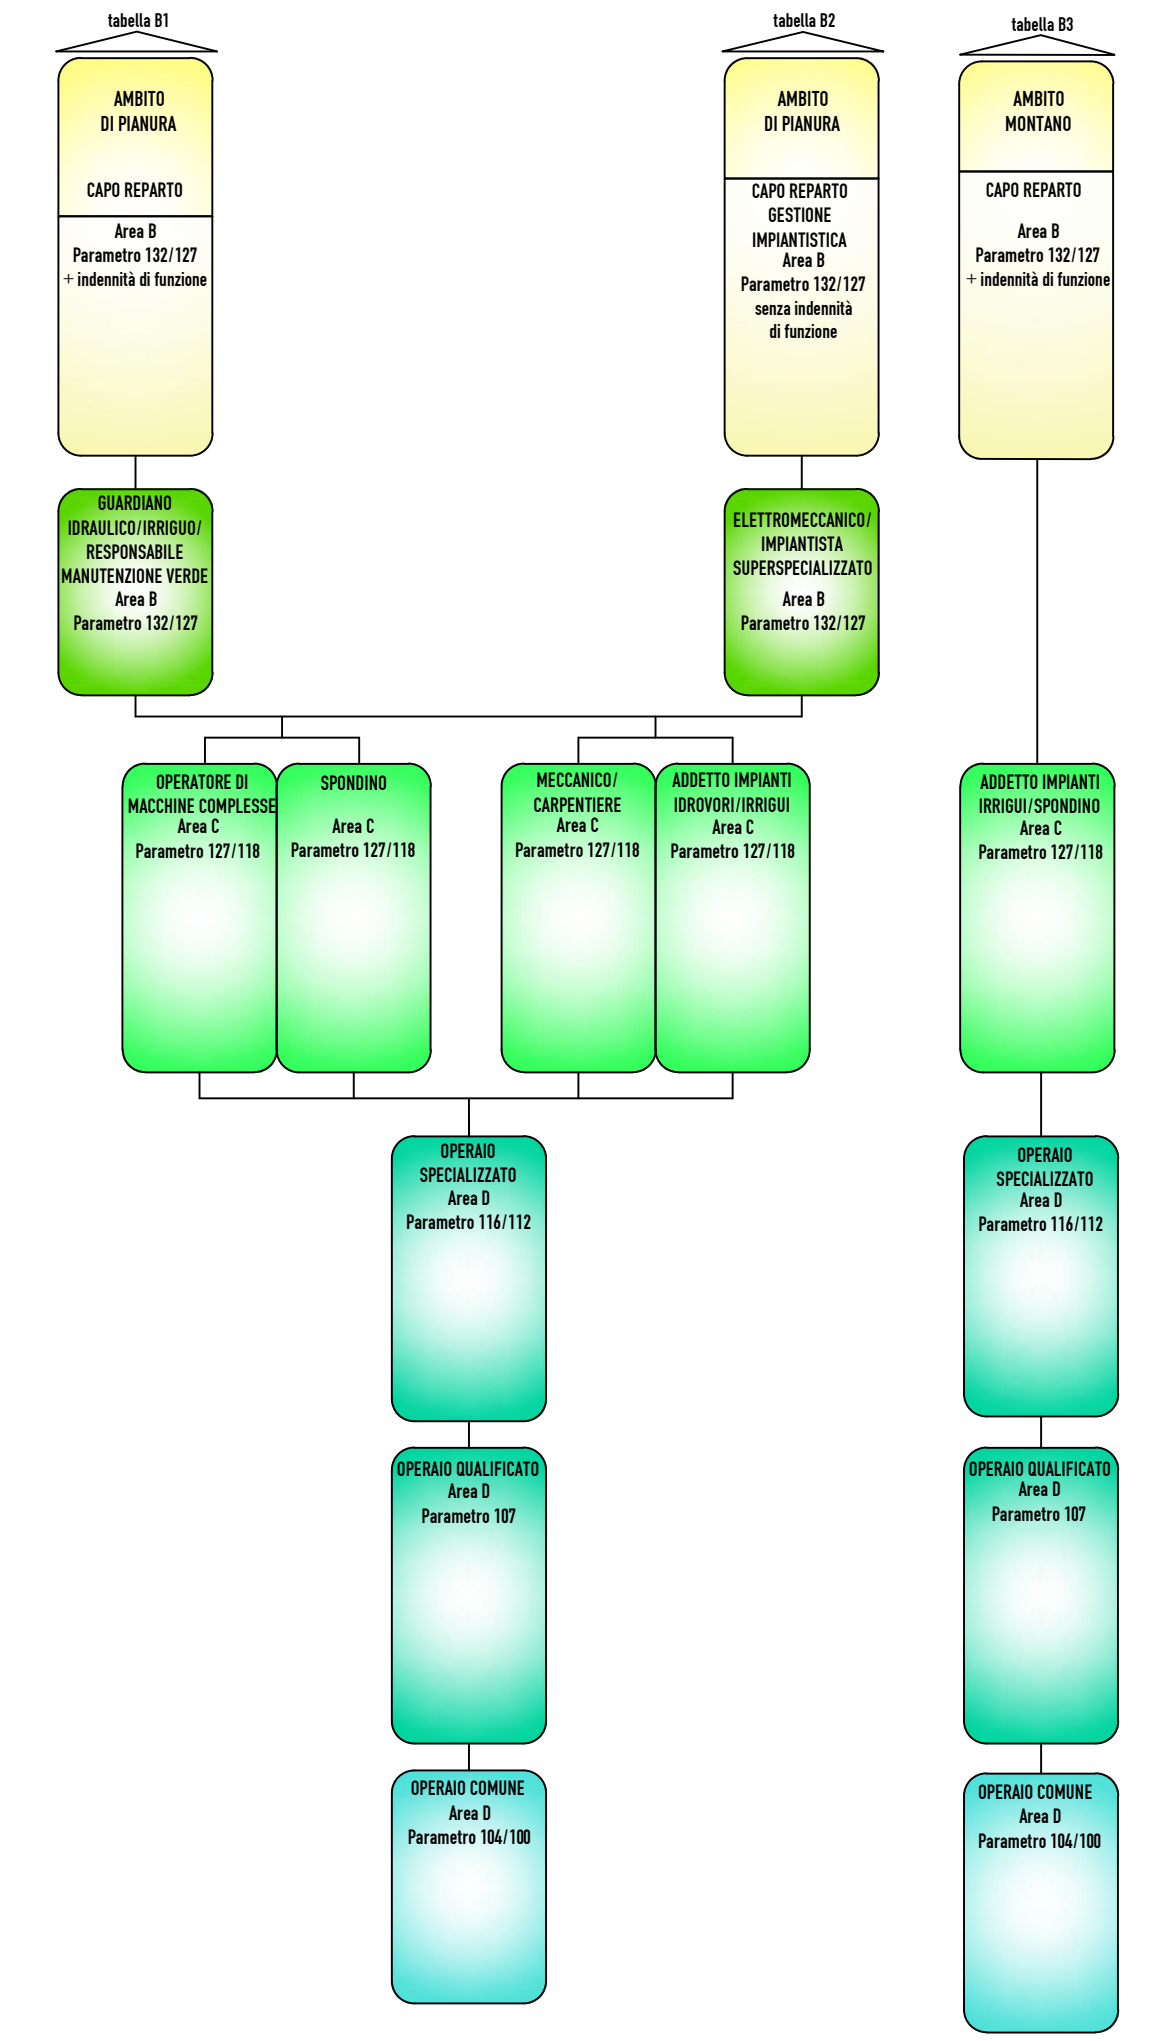 tabella B1
AMBITO
DI PIANURA
CAPO REPARTO
Area B
Parametro 132/127
+ indennità di funzione
GUARDIANO
IDRAULICO/IRRIGUO/
RESPONSABILE
MANUTENZIONE VERDE
Area B
Parametro 132/127
tabella B2
AMBITO
DI PIANURA
CAPO REPARTO
GESTIONE
IMPIANTISTICA
Area B
Parametro 132/127
senza indennità
di funzione
ELETTROMECCANICO/
IMPIANTISTA
SUPERSPECIALIZZATO
Area B
Parametro 132/127
tabella B3
AMBITO
MONTANO
CAPO REPARTO
Area B
Parametro 132/127
+ indennità di funzione
OPERATORE DI
MACCHINE COMPLESSE
Area C
Parametro 127/118
SPONDINO
Area C
Parametro 127/118
MECCANICO/
CARPENTIERE
Area C
Parametro 127/118
ADDETTO IMPIANTI
IDROVORI/IRRIGUI
Area C
Parametro 127/118
ADDETTO IMPIANTI
IRRIGUI/SPONDINO
Area C
Parametro 127/118
OPERAIO
SPECIALIZZATO
Area D
Parametro 116/112
OPERAIO
SPECIALIZZATO
Area D
Parametro 116/112
OPERAIO QUALIFICATO
Area D
Parametro 107
OPERAIO QUALIFICATO
Area D
Parametro 107
OPERAIO COMUNE
Area D
Parametro 104/100
OPERAIO COMUNE
Area D
Parametro 104/100